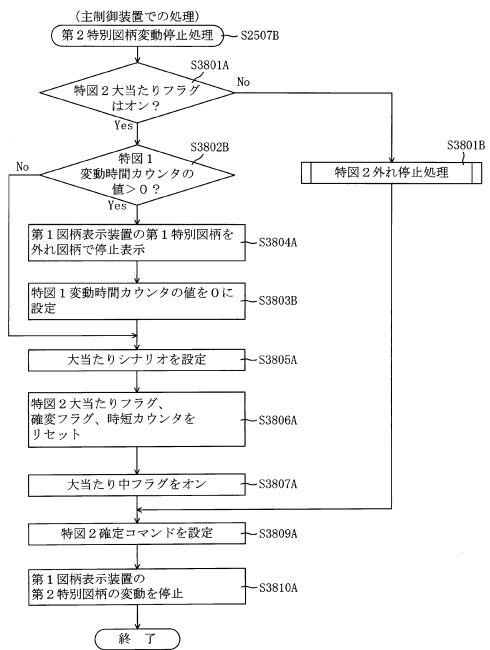 (主制御装置での処理)
第2特別図柄変動停止処理
S2507B
S3801A
特図2大当たりフラグ
はオン?
No
Yes
S3802B
特図1
変動時間カウンタの
値>0?
No
Yes
S3801B
特図2外れ停止処理
第1図柄表示装置の第1特別図柄を
外れ図柄で停止表示
S3804A
特図1変動時間カウンタの値を0に
設定
S3803B
大当たりシナリオを設定
S3805A
特図2大当たりフラグ、
確変フラグ、時短カウンタを
リセット
S3806A
大当たり中フラグをオン
S3807A
特図2確定コマンドを設定
S3809A
第1図柄表示装置の
第2特別図柄の変動を停止
S3810A
終 了